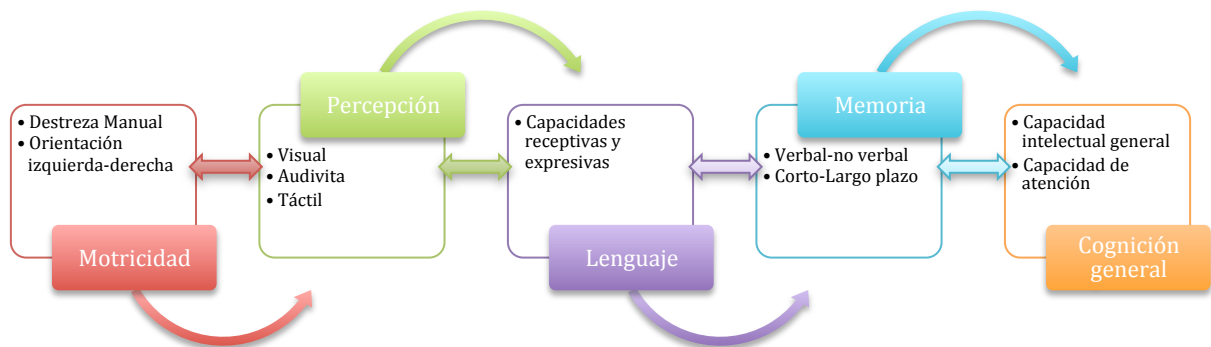 Motricidad
• Destreza Manual
• Orientación
izquierda-derecha
Percepción
• Visual
• Audivita
• Táctil
Lenguaje
• Capacidades
receptivas y
expresivas
Memoria
• Verbal-no verbal
• Corto-Largo plazo
Cognición
general
• Capacidad
intelectual general
• Capacidad de
atención